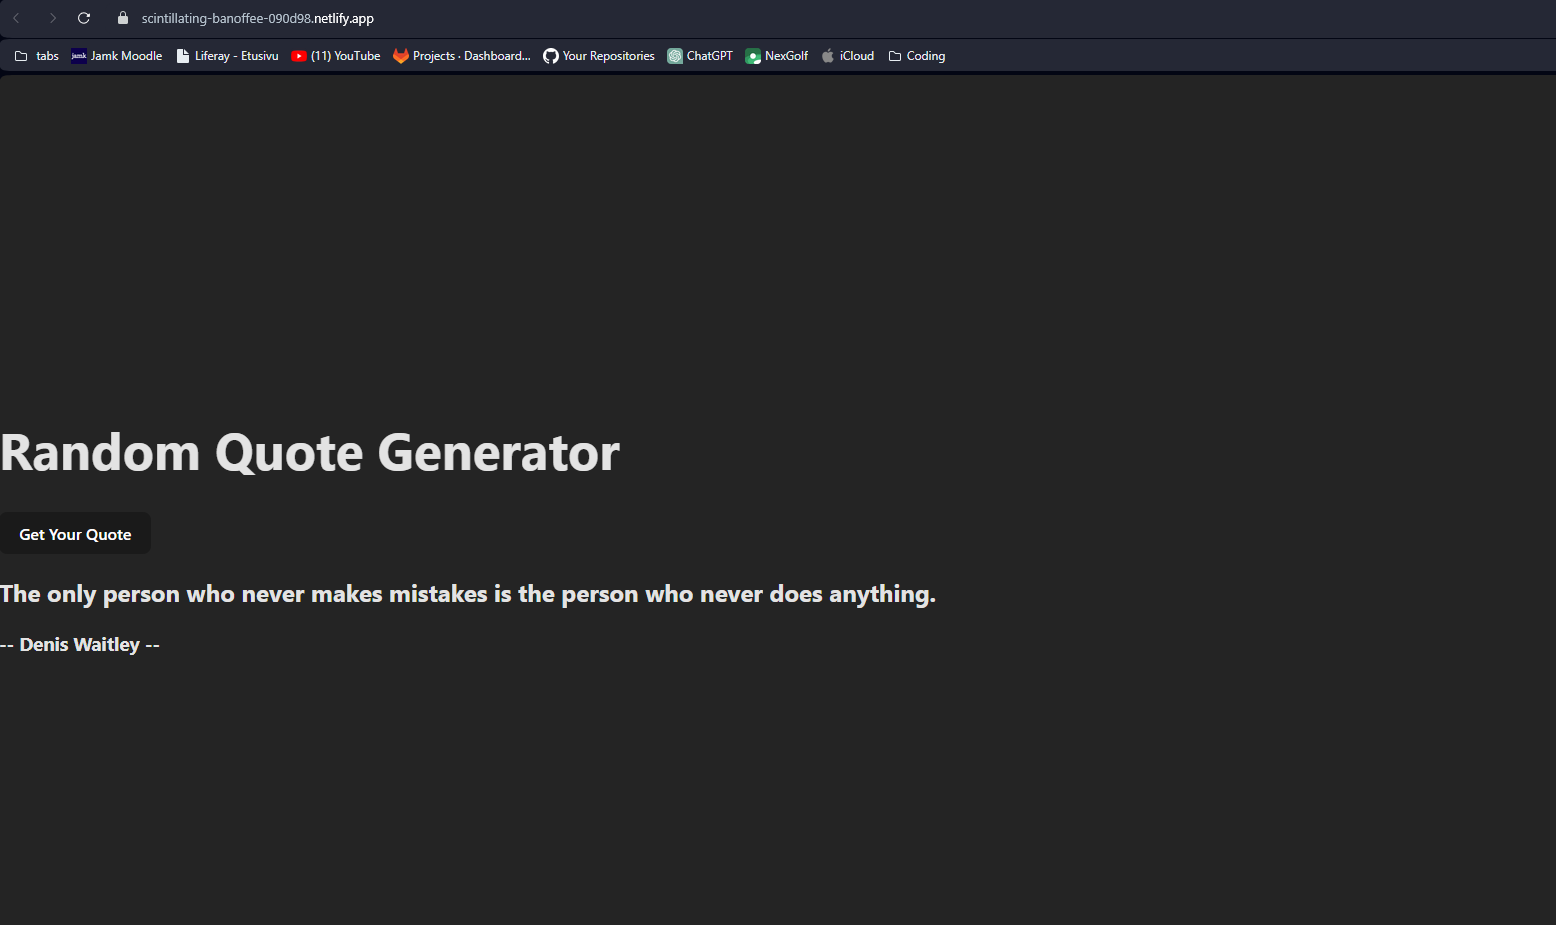 scintillating-banoffee-090d98.netlify.app
tabs jamk Jamk Moodle Liferay - Etusivu (11) YouTube Projects · Dashboard... Your Repositories ChatGPT NexGolf iCloud Coding
Random Quote Generator
Get Your Quote
The only person who never makes mistakes is the person who never does anything.
-- Denis Waitley --